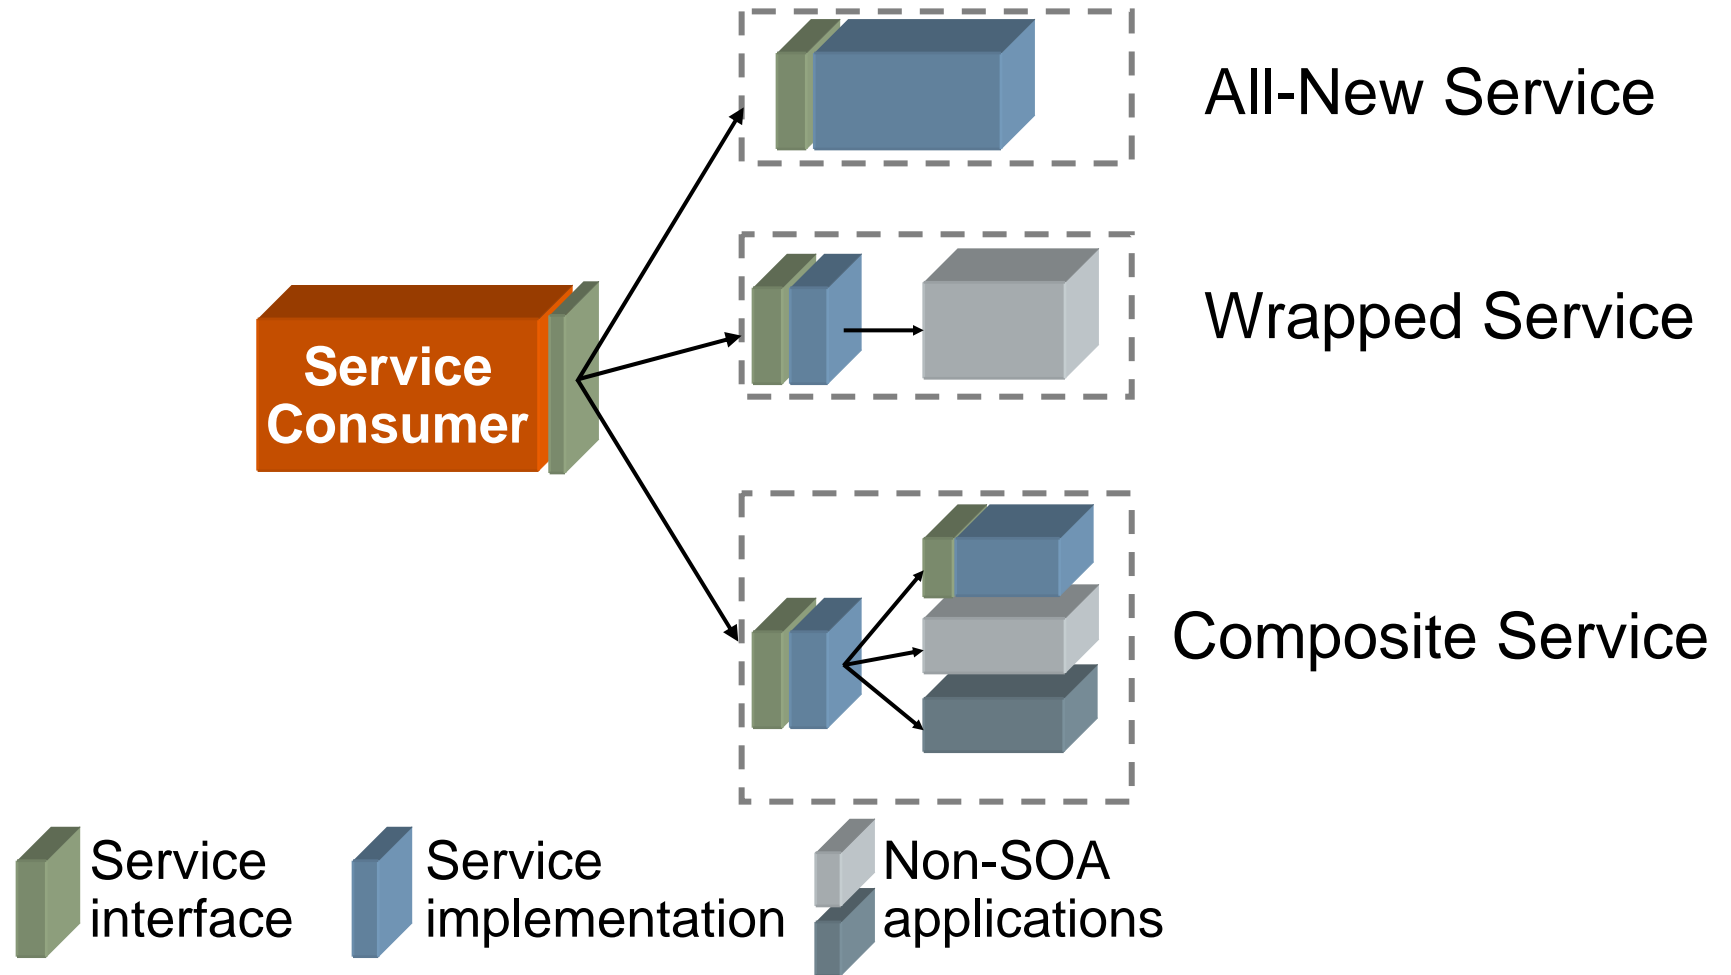 All-New Service
Wrapped Service
Service
Consumer
Composite Service
Service
interface
Service
implementation
Non-SOA
applications